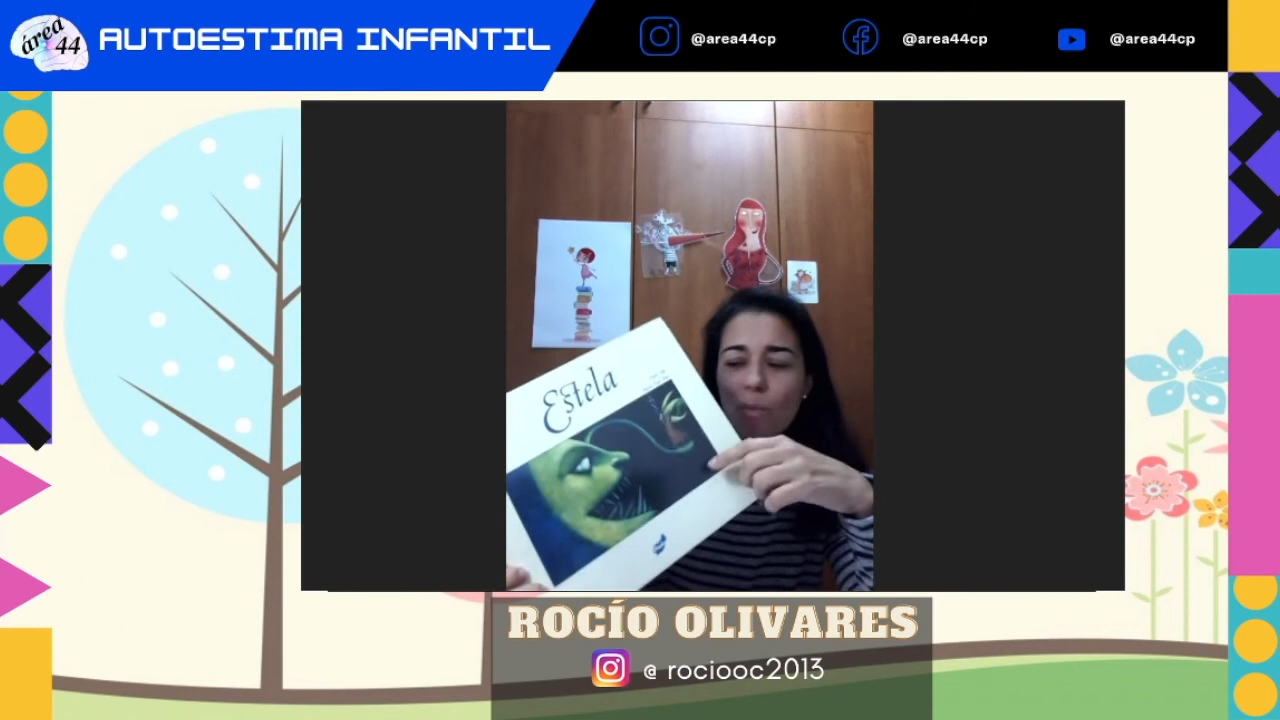 área
44
AUTOESTIMA INFANTIL
@area44cp
@area44cp
@area44cp
Estela
ROCÍO OLIVARES
@ rociooc2013